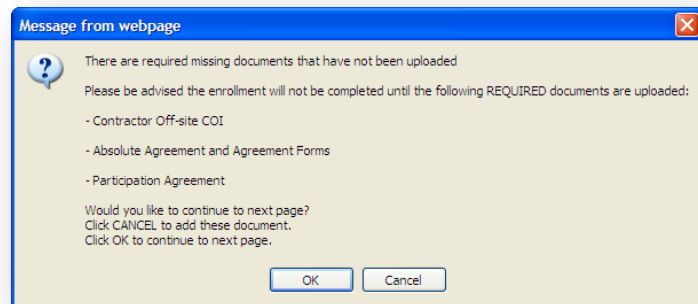 Message from webpage
There are required missing documents that have not been uploaded
Please be advised the enrollment will not be completed until the following REQUIRED documents are uploaded:
- Contractor Off-site COI
- Absolute Agreement and Agreement Forms
- Participation Agreement
Would you like to continue to next page?
Click CANCEL to add these document.
Click OK to continue to next page.
OK
Cancel